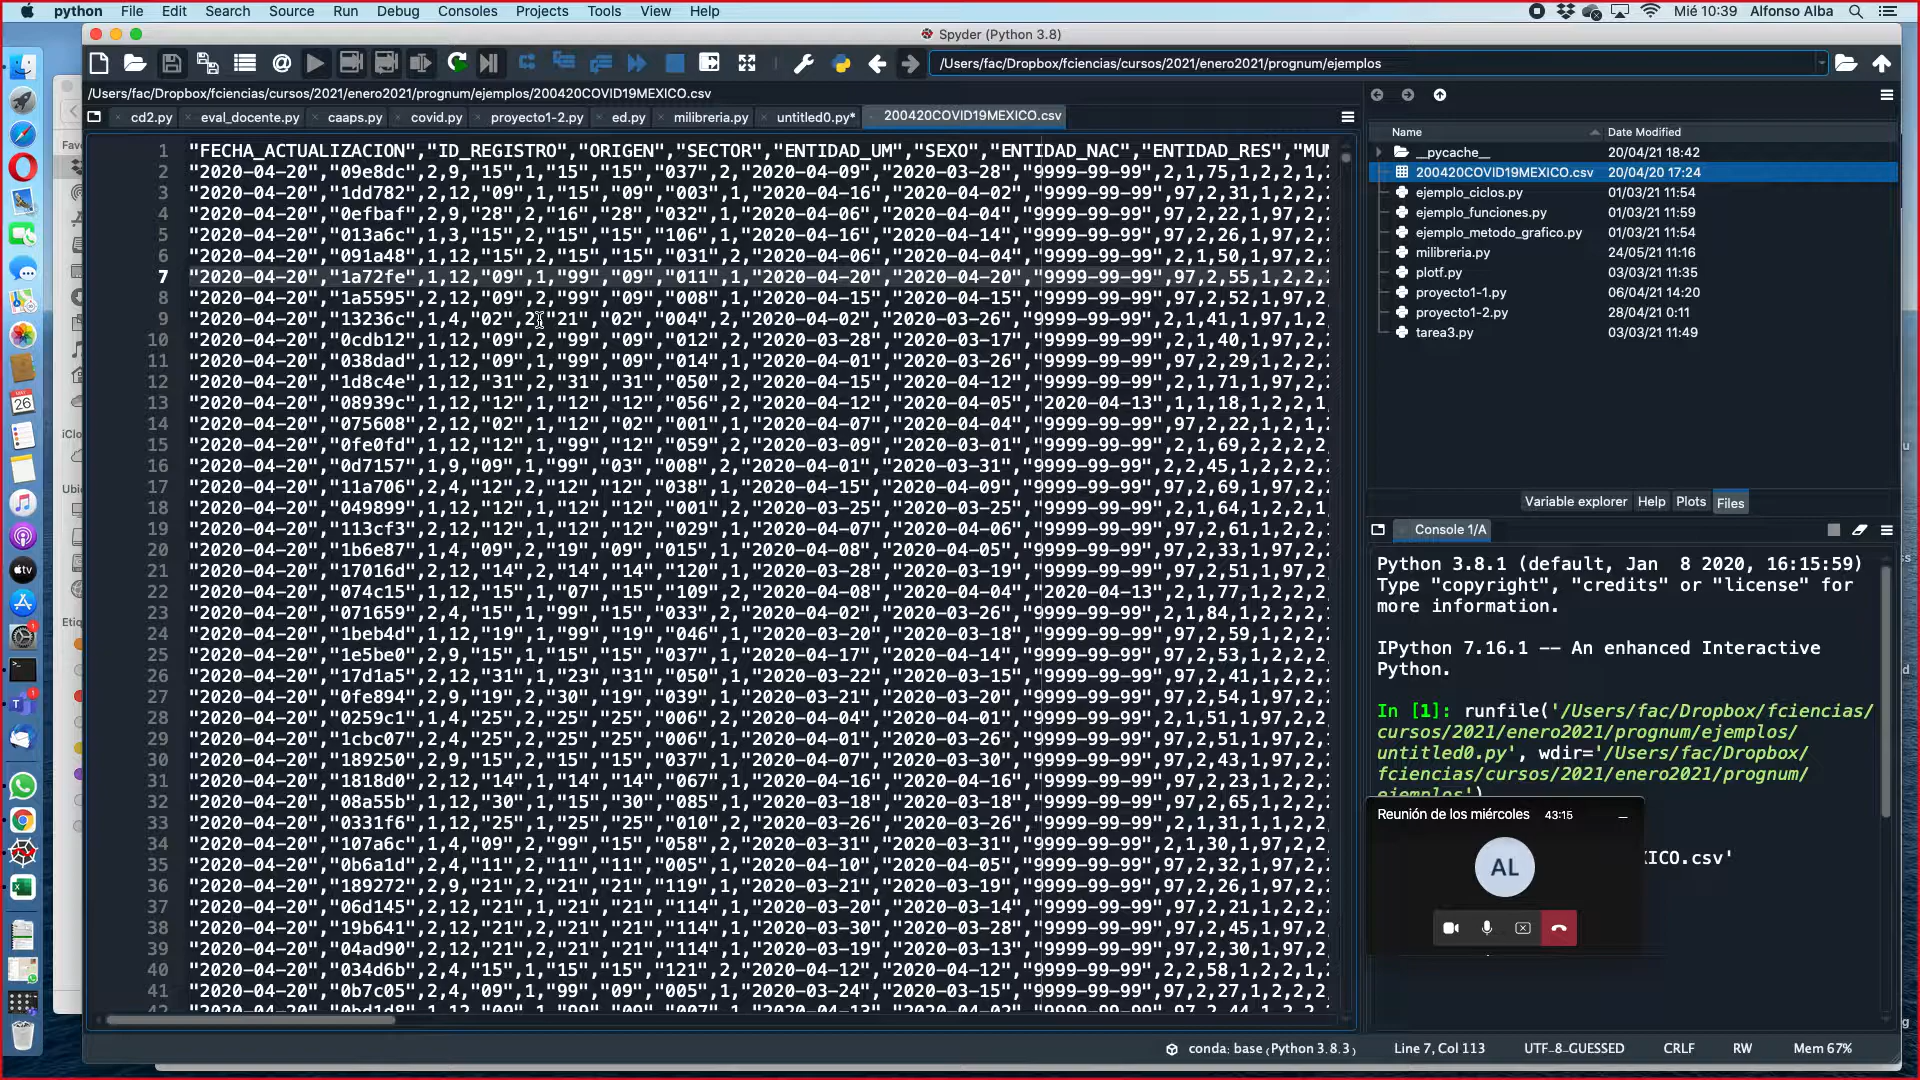 python File Edit Search Source Run Debug Consoles Projects Tools View Help Mié 10:39 Alfonso Alba
Spyder (Python 3.8)
/Users/fac/Dropbox/fciencias/cursos/2021/enero2021/prognum/ejemplos
/Users/fac/Dropbox/fciencias/cursos/2021/enero2021/prognum/ejemplos/200420COVID19MEXICO.csv
cd2.py eval_docente.py caaps.py covid.py proyecto1-2.py ed.py milibreria.py untitled0.py* 200420COVID19MEXICO.csv
1 "FECHA_ACTUALIZACION","ID_REGISTRO","ORIGEN","SECTOR","ENTIDAD_UM","SEXO","ENTIDAD_NAC","ENTIDAD_RES","MUN
2 "2020-04-20","09e8dc",2,9,"15",1,"15","15","037",2,"2020-04-09","2020-03-28","9999-99-99",2,1,75,1,2,2,1,
3 "2020-04-20","1dd782",2,12,"09",1,"15","09","003",1,"2020-04-16","2020-04-02","9999-99-99",97,2,31,1,2,2,
4 "2020-04-20","0efbaf",2,9,"28",2,"16","28","032",1,"2020-04-06","2020-04-04","9999-99-99",97,2,22,1,97,2,
5 "2020-04-20","013a6c",1,3,"15",2,"15","15","106",1,"2020-04-16","2020-04-14","9999-99-99",97,2,26,1,97,2,
6 "2020-04-20","091a48",1,12,"15",2,"15","15","031",2,"2020-04-06","2020-04-04","9999-99-99",2,1,50,1,97,2,
7 "2020-04-20","1a72fe",1,12,"09",1,"99","09","011",1,"2020-04-20","2020-04-20","9999-99-99",97,2,55,1,2,2,
8 "2020-04-20","1a5595",2,12,"09",2,"99","09","008",1,"2020-04-15","2020-04-15","9999-99-99",97,2,52,1,97,2,
9 "2020-04-20","13236c",1,4,"02",2,"21","02","004",2,"2020-04-02","2020-03-26","9999-99-99",2,1,41,1,97,1,2,
10 "2020-04-20","0cdb12",1,12,"09",2,"99","09","012",2,"2020-03-28","2020-03-17","9999-99-99",2,1,40,1,97,2,
11 "2020-04-20","038dad",1,12,"09",1,"99","09","014",1,"2020-04-01","2020-03-26","9999-99-99",97,2,29,1,2,2,
12 "2020-04-20","1d8c4e",1,12,"31",2,"31","31","050",2,"2020-04-15","2020-04-12","9999-99-99",2,1,71,1,97,2,
13 "2020-04-20","08939c",1,12,"12",1,"12","12","056",2,"2020-04-12","2020-04-05","2020-04-13",1,1,18,1,2,2,1,
14 "2020-04-20","075608",1,12,"02",1,"12","02","001",1,"2020-04-07","2020-04-04","9999-99-99",97,2,22,1,2,2,
15 "2020-04-20","0fe0fd",1,12,"12",1,"99","12","059",2,"2020-03-09","2020-03-01","9999-99-99",2,1,69,2,2,2,2,
16 "2020-04-20","0d7157",1,9,"09",1,"99","03","008",2,"2020-04-01","2020-03-31","9999-99-99",2,2,45,1,2,2,2,
17 "2020-04-20","11a706",2,4,"12",2,"12","12","038",1,"2020-04-15","2020-04-09","9999-99-99",97,2,69,1,97,2,
18 "2020-04-20","049899",1,12,"12",1,"12","12","001",2,"2020-03-25","2020-03-25","9999-99-99",2,1,64,1,2,2,1,
19 "2020-04-20","113cf3",2,12,"12",1,"12","12","029",1,"2020-04-07","2020-04-06","9999-99-99",97,2,61,1,2,2,
20 "2020-04-20","1b6e87",1,4,"09",2,"19","09","015",1,"2020-04-08","2020-04-05","9999-99-99",97,2,33,1,97,2,
21 "2020-04-20","17016d",2,12,"14",2,"14","14","120",1,"2020-03-28","2020-03-19","9999-99-99",97,2,51,1,97,2,
22 "2020-04-20","074c15",1,12,"15",1,"07","15","109",2,"2020-04-08","2020-04-04","2020-04-13",2,1,77,1,2,2,2,
23 "2020-04-20","071659",2,4,"15",1,"99","15","033",2,"2020-04-02","2020-03-26","9999-99-99",2,1,84,1,2,2,2,
24 "2020-04-20","1beb4d",1,12,"19",1,"99","19","046",1,"2020-03-20","2020-03-18","9999-99-99",97,2,59,1,2,2,
25 "2020-04-20","1e5be0",2,9,"15",1,"15","15","037",1,"2020-04-17","2020-04-14","9999-99-99",97,2,53,1,2,2,
26 "2020-04-20","17d1a5",2,12,"31",1,"23","31","050",1,"2020-03-22","2020-03-15","9999-99-99",97,2,41,1,2,2,
27 "2020-04-20","0fe894",2,9,"19",2,"30","19","039",1,"2020-03-21","2020-03-20","9999-99-99",97,2,54,1,97,2,
28 "2020-04-20","0259c1",1,4,"25",2,"25","25","006",2,"2020-04-04","2020-04-01","9999-99-99",2,1,51,1,97,2,
29 "2020-04-20","1cbc07",2,4,"25",2,"25","25","006",1,"2020-04-01","2020-03-26","9999-99-99",97,2,51,1,97,2,
30 "2020-04-20","189250",2,9,"15",2,"15","15","037",1,"2020-04-07","2020-03-30","9999-99-99",97,2,43,1,97,2,
31 "2020-04-20","1818d0",2,12,"14",1,"14","14","067",1,"2020-04-16","2020-04-16","9999-99-99",97,2,23,1,2,2,
32 "2020-04-20","08a55b",1,12,"30",1,"15","30","085",1,"2020-03-18","2020-03-18","9999-99-99",97,2,65,1,2,2,
33 "2020-04-20","0331f6",1,12,"25",1,"25","25","010",2,"2020-03-26","2020-03-26","9999-99-99",2,1,31,1,2,2,
34 "2020-04-20","107a6c",1,4,"09",2,"99","15","058",2,"2020-03-31","2020-03-31","9999-99-99",2,1,30,1,97,2,
35 "2020-04-20","0b6a1d",2,4,"11",2,"11","11","005",1,"2020-04-10","2020-04-05","9999-99-99",97,2,32,1,97,2,
36 "2020-04-20","189272",2,9,"21",2,"21","21","119",1,"2020-03-21","2020-03-19","9999-99-99",97,2,26,1,97,2,
37 "2020-04-20","06d145",2,12,"21",1,"21","21","114",1,"2020-03-20","2020-03-14","9999-99-99",97,2,21,1,2,2,
38 "2020-04-20","19b641",2,12,"21",2,"21","21","114",1,"2020-03-30","2020-03-28","9999-99-99",97,2,45,1,97,2,
39 "2020-04-20","04ad90",2,12,"21",2,"21","21","114",1,"2020-03-19","2020-03-13","9999-99-99",97,2,30,1,97,2,
40 "2020-04-20","034d6b",2,4,"15",1,"15","15","121",2,"2020-04-12","2020-04-12","9999-99-99",2,2,58,1,2,2,1,
41 "2020-04-20","0b7c05",2,4,"09",1,"99","09","005",1,"2020-03-24","2020-03-15","9999-99-99",97,2,27,1,2,2,
Name Date Modified
__pycache__ 20/04/21 18:42
200420COVID19MEXICO.csv 20/04/20 17:24
ejemplo_ciclos.py 01/03/21 11:54
ejemplo_funciones.py 01/03/21 11:59
ejemplo_metodo_grafico.py 01/03/21 11:54
milibreria.py 24/05/21 11:16
plotf.py 03/03/21 11:35
proyecto1-1.py 06/04/21 14:20
proyecto1-2.py 28/04/21 0:11
tarea3.py 03/03/21 11:49
Variable explorer Help Plots Files
Console 1/A
Python 3.8.1 (default, Jan 8 2020, 16:15:59)
Type "copyright", "credits" or "license" for
more information.
IPython 7.16.1 -- An enhanced Interactive
Python.
In [1]: runfile('/Users/fac/Dropbox/fciencias/
cursos/2021/enero2021/prognum/ejemplos/
untitled0.py', wdir='/Users/fac/Dropbox/
fciencias/cursos/2021/enero2021/prognum/
ejemplos')
Reunión de los miércoles 43:15
AL
ICO.csv'
conda: base (Python 3.8.3) Line 7, Col 113 UTF-8-GUESSED CRLF RW Mem 67%